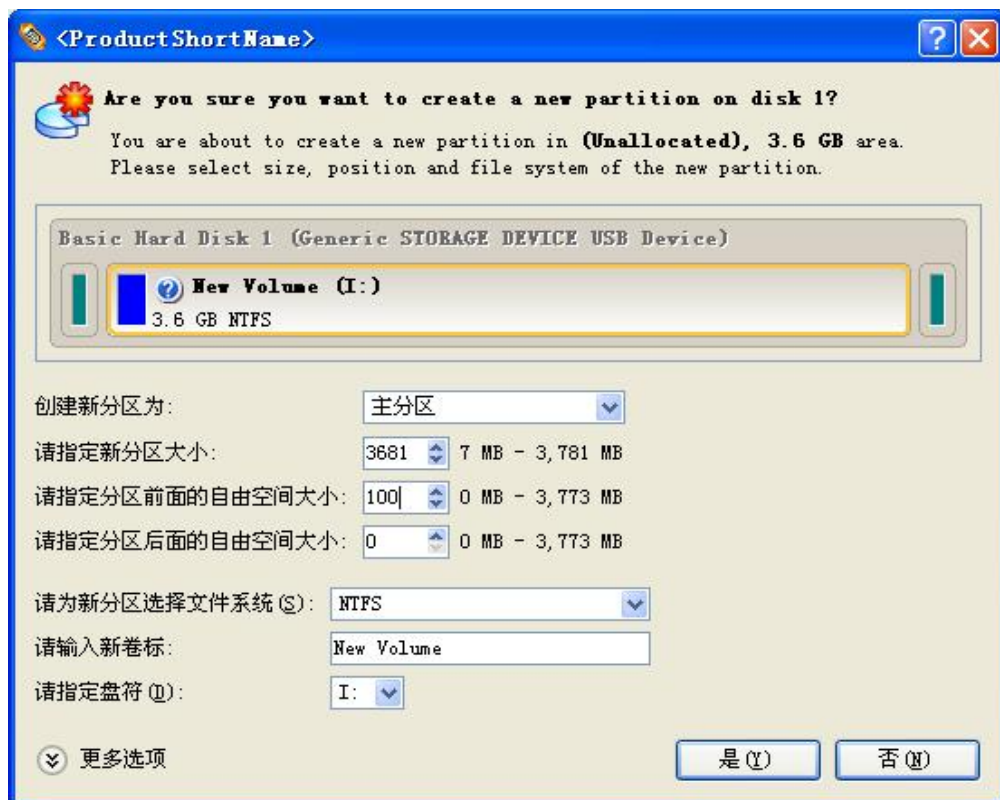 <ProductShortName>
Are you sure you want to create a new partition on disk 1?
You are about to create a new partition in (Unallocated), 3.6 GB area.
Please select size, position and file system of the new partition.
Basic Hard Disk 1 (Generic STORAGE DEVICE USB Device)
New Volume (I:)
3.6 GB NTFS
创建新分区为: 主分区
请指定新分区大小: 3681 7 MB - 3,781 MB
请指定分区前面的自由空间大小: 100 0 MB - 3,773 MB
请指定分区后面的自由空间大小: 0 0 MB - 3,773 MB
请为新分区选择文件系统(S): NTFS
请输入新卷标: New Volume
请指定盘符(D): I:
更多选项 是(Y) 否(N)